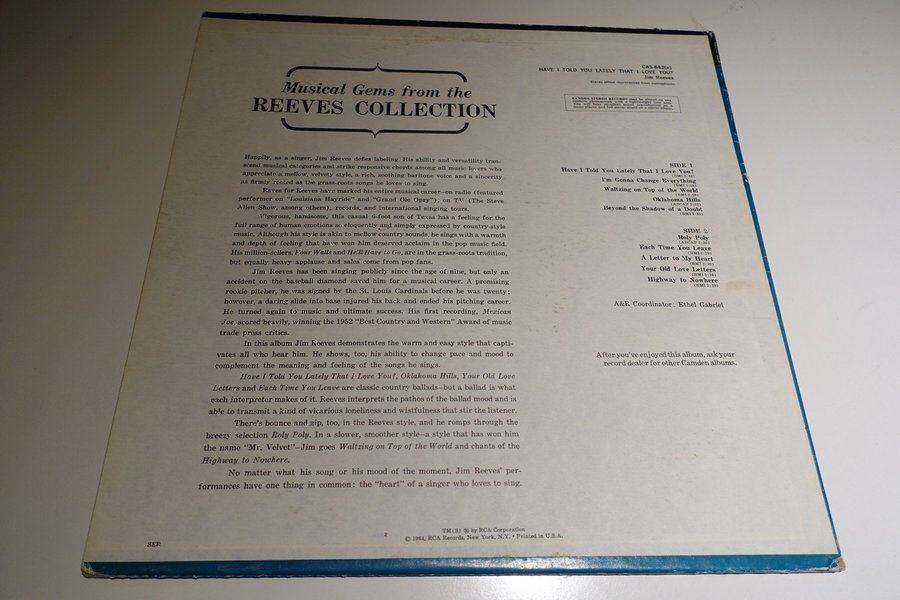 Musical Gems from the
REEVES COLLECTION
Happily, as a singer, Jim Reeves defies labeling. His ability and versatility tran-
scend musical categories and strike responsive chords among all music lovers who
appreciate a mellow, velvety style, a rich, soothing baritone voice and a sincerity
as firmly rooted as the grass-roots songs he loves to sing.
Raves for Reeves have marked his entire musical career—on radio (featured
performer on "Louisiana Hayride" and "Grand Ole Opry"), on TV (The Steve
Allen Show, among others), records, and international singing tours.
Vigorous, handsome, this casual 6-foot son of Texas has a feeling for the
full range of human emotions so eloquently and simply expressed by country-style
music. Although his style is akin to mellow country sounds, he sings with a warmth
and depth of feeling that have won him deserved acclaim in the pop music field.
His million-sellers, Four Walls and He'll Have to Go, are in the grass-roots tradition,
but equally heavy applause and sales come from pop fans.
Jim Reeves has been singing publicly since the age of nine, but only an
accident on the baseball diamond saved him for a musical career. A promising
rookie pitcher, he was signed by the St. Louis Cardinals before he was twenty;
however, a daring slide into base injured his back and ended his pitching career.
He turned again to music and ultimate success. His first recording, Mexican
Joe, scored heavily, winning the 1952 "Best Country and Western" Award of music
trade press critics.
In this album Jim Reeves demonstrates the warm and easy style that capti-
vates all who hear him. He shows, too, his ability to change pace and mood to
complement the meaning and feeling of the songs he sings.
Have I Told You Lately That I Love You?, Oklahoma Hills, Your Old Love
Letters and Each Time You Leave are classic country ballads—but a ballad is what
each interpreter makes of it. Reeves interprets the pathos of the ballad mood and is
able to transmit a kind of vicarious loneliness and wistfulness that stir the listener.
There's bounce and zip, too, in the Reeves style, and he romps through the
breezy selection Roly Poly. In a slower, smoother style—a style that has won him
the name "Mr. Velvet"—Jim goes Waltzing on Top of the World and chants of the
Highway to Nowhere.
No matter what his song or his mood of the moment, Jim Reeves' per-
formances have one thing in common: the "heart" of a singer who loves to sing.
CAS-842(e)
HAVE I TOLD YOU LATELY THAT I LOVE YOU?
Jim Reeves
Stereo effect reprocessed from monophonic
SIDE 1
Have I Told You Lately That I Love You?
I'm Gonna Change Everything
Waltzing on Top of the World
Oklahoma Hills
Beyond the Shadow of a Doubt
SIDE 2
Roly Poly
Each Time You Leave
A Letter to My Heart
Your Old Love Letters
Highway to Nowhere
A&R Coordinator: Ethel Gabriel
After you've enjoyed this album, ask your
record dealer for other Camden albums.
SER
2
TM(S) ® by RCA Corporation
© 1964, RCA Records, New York, N.Y. • Printed in U.S.A.